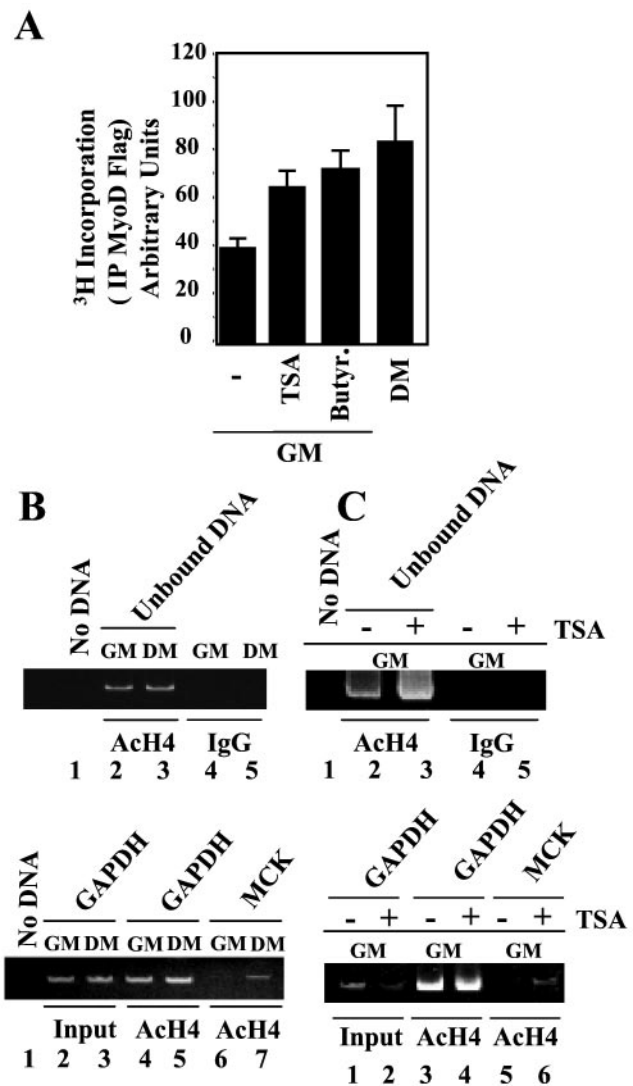 A
120
100
80
60
40
20
0
³H Incorporation
( IP MyoD Flag)
Arbitrary Units
-
TSA
Butyr.
DM
GM
B
No DNA
Unbound DNA
GM DM GM DM
AcH4 IgG
1 2 3 4 5
No DNA
GAPDH
GAPDH
MCK
GM DM GM DM GM DM
Input AcH4 AcH4
1 2 3 4 5 6 7
C
No DNA
Unbound DNA
- + - + TSA
GM GM
AcH4 IgG
1 2 3 4 5
GAPDH
GAPDH
MCK
- + - + - + TSA
GM GM GM
Input AcH4 AcH4
1 2 3 4 5 6